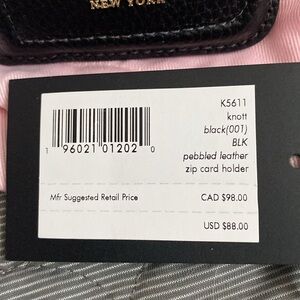 NEW YORK
K5611
knott
black(001)
BLK
pebbled leather
zip card holder
1 96021 01202 0
Mfr Suggested Retail Price CAD $98.00
USD $88.00